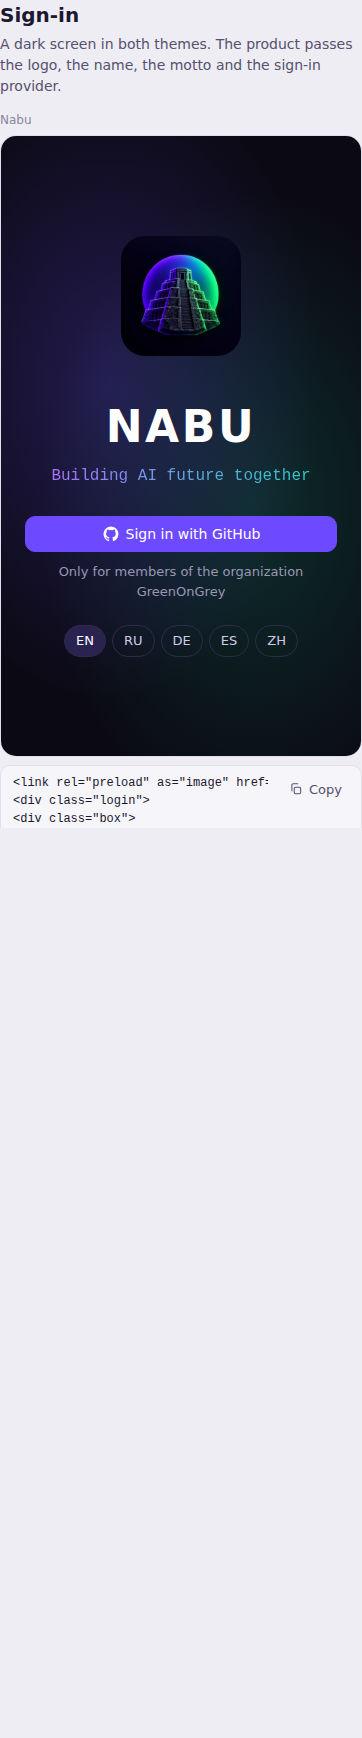 Sign-in
A dark screen in both themes. The product passes
the logo, the name, the motto and the sign-in
provider.
Nabu
NABU
Building AI future together
Sign in with GitHub
Only for members of the organization
GreenOnGrey
EN RU DE ES ZH
<link rel="preload" as="image" href=
Copy
<div class="login">
<div class="box">